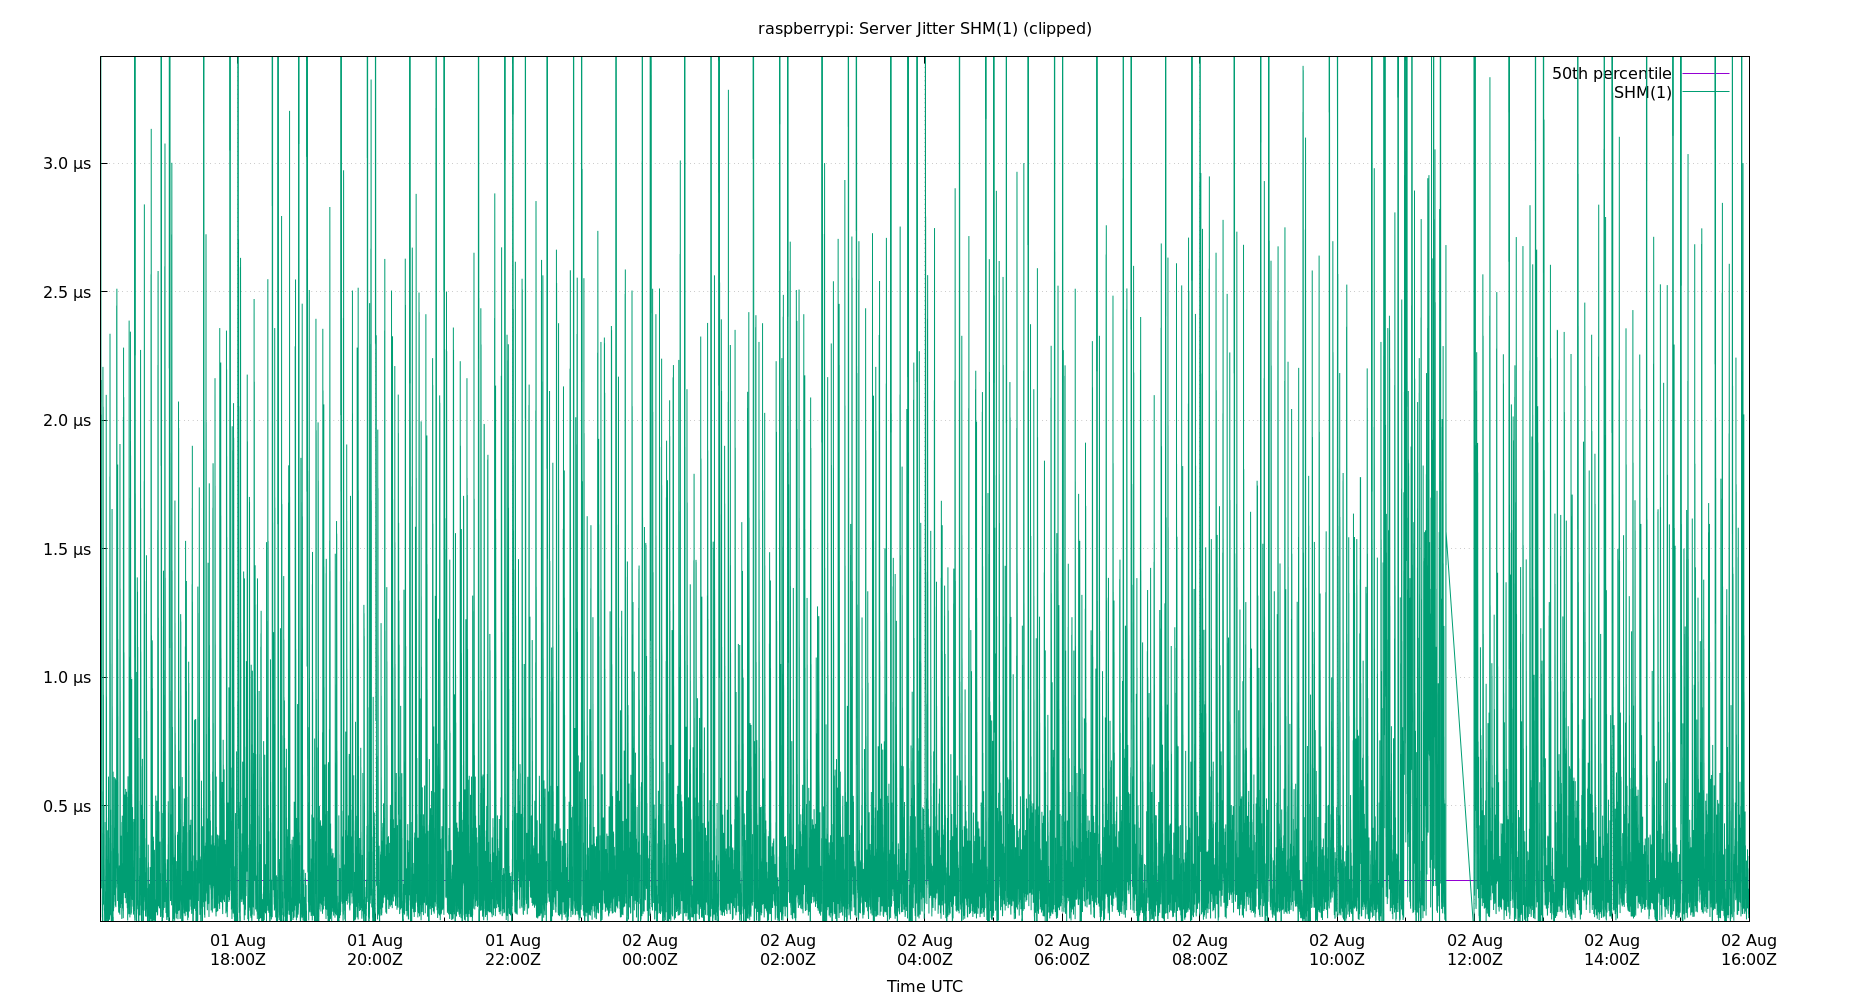 raspberrypi: Server Jitter SHM(1) (clipped)
50th percentile
SHM(1)
3.0 µs
2.5 µs
2.0 µs
1.5 µs
1.0 µs
0.5 µs
01 Aug 01 Aug 01 Aug 02 Aug 02 Aug 02 Aug 02 Aug 02 Aug 02 Aug 02 Aug 02 Aug 02 Aug
18:00Z 20:00Z 22:00Z 00:00Z 02:00Z 04:00Z 06:00Z 08:00Z 10:00Z 12:00Z 14:00Z 16:00Z
Time UTC